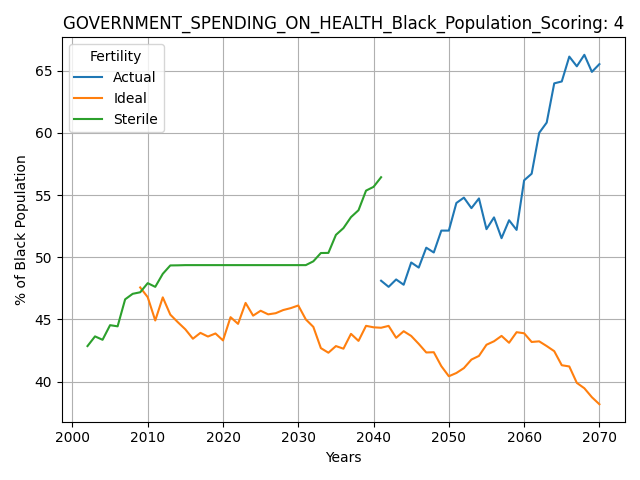 GOVERNMENT_SPENDING_ON_HEALTH_Black_Population_Scoring: 4
Fertility
Actual
Ideal
Sterile
% of Black Population
65
60
55
50
45
40
2000 2010 2020 2030 2040 2050 2060 2070
Years